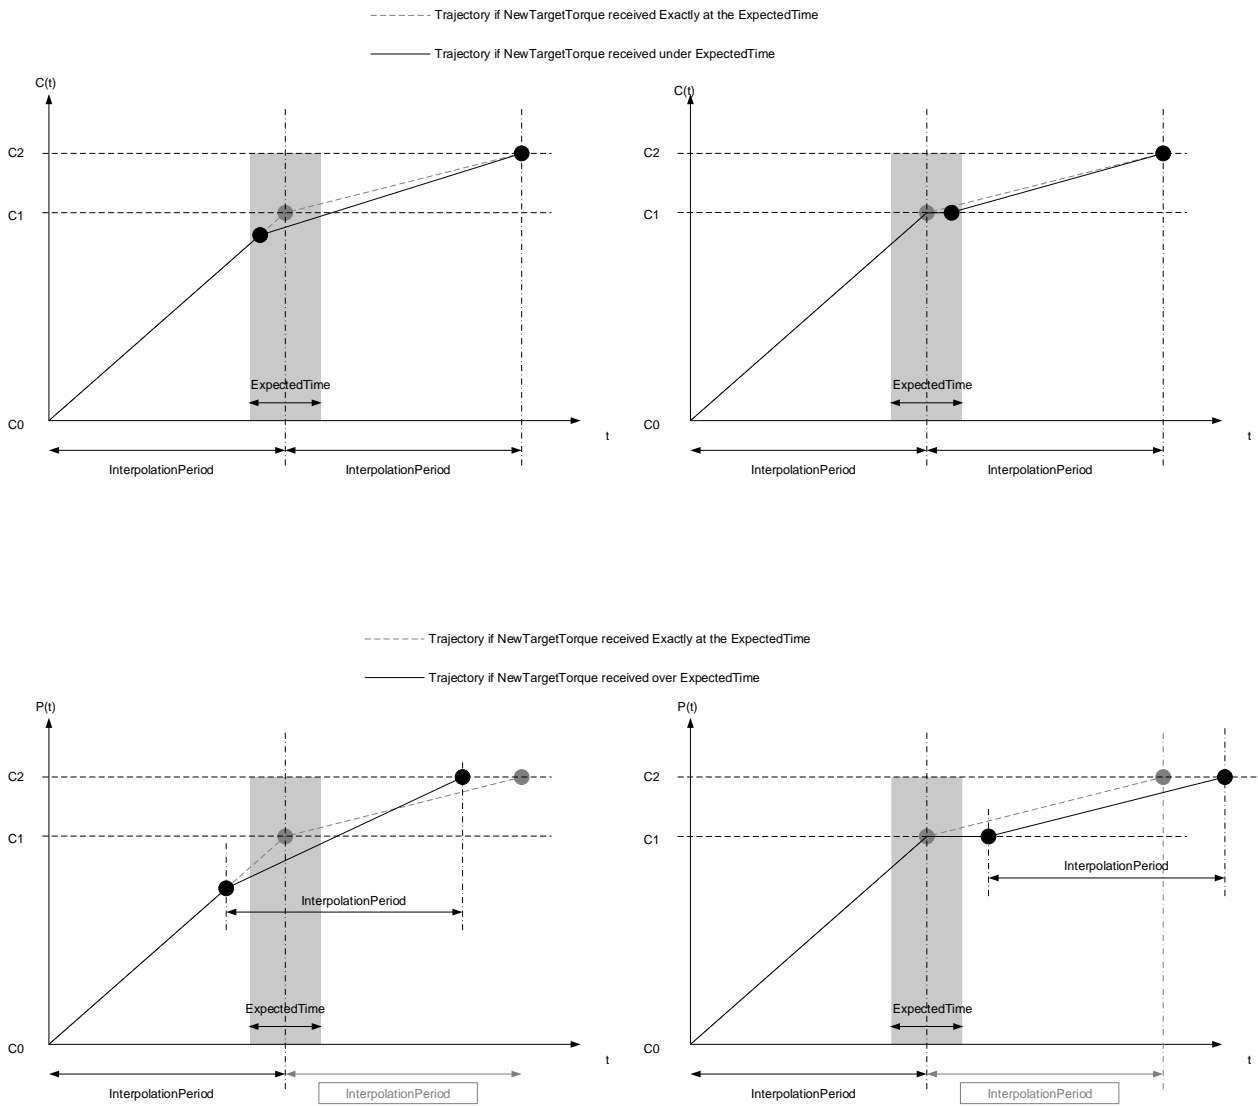 Trajectory if NewTargetTorque received Exactly at the ExpectedTime
Trajectory if NewTargetTorque received under ExpectedTime
C(t)
C2
C1
ExpectedTime
C0
t
InterpolationPeriod
InterpolationPeriod
C(t)
C2
C1
ExpectedTime
C0
t
InterpolationPeriod
InterpolationPeriod
Trajectory if NewTargetTorque received Exactly at the ExpectedTime
Trajectory if NewTargetTorque received over ExpectedTime
P(t)
C2
C1
InterpolationPeriod
ExpectedTime
C0
t
InterpolationPeriod
InterpolationPeriod
P(t)
C2
C1
InterpolationPeriod
ExpectedTime
C0
t
InterpolationPeriod
InterpolationPeriod